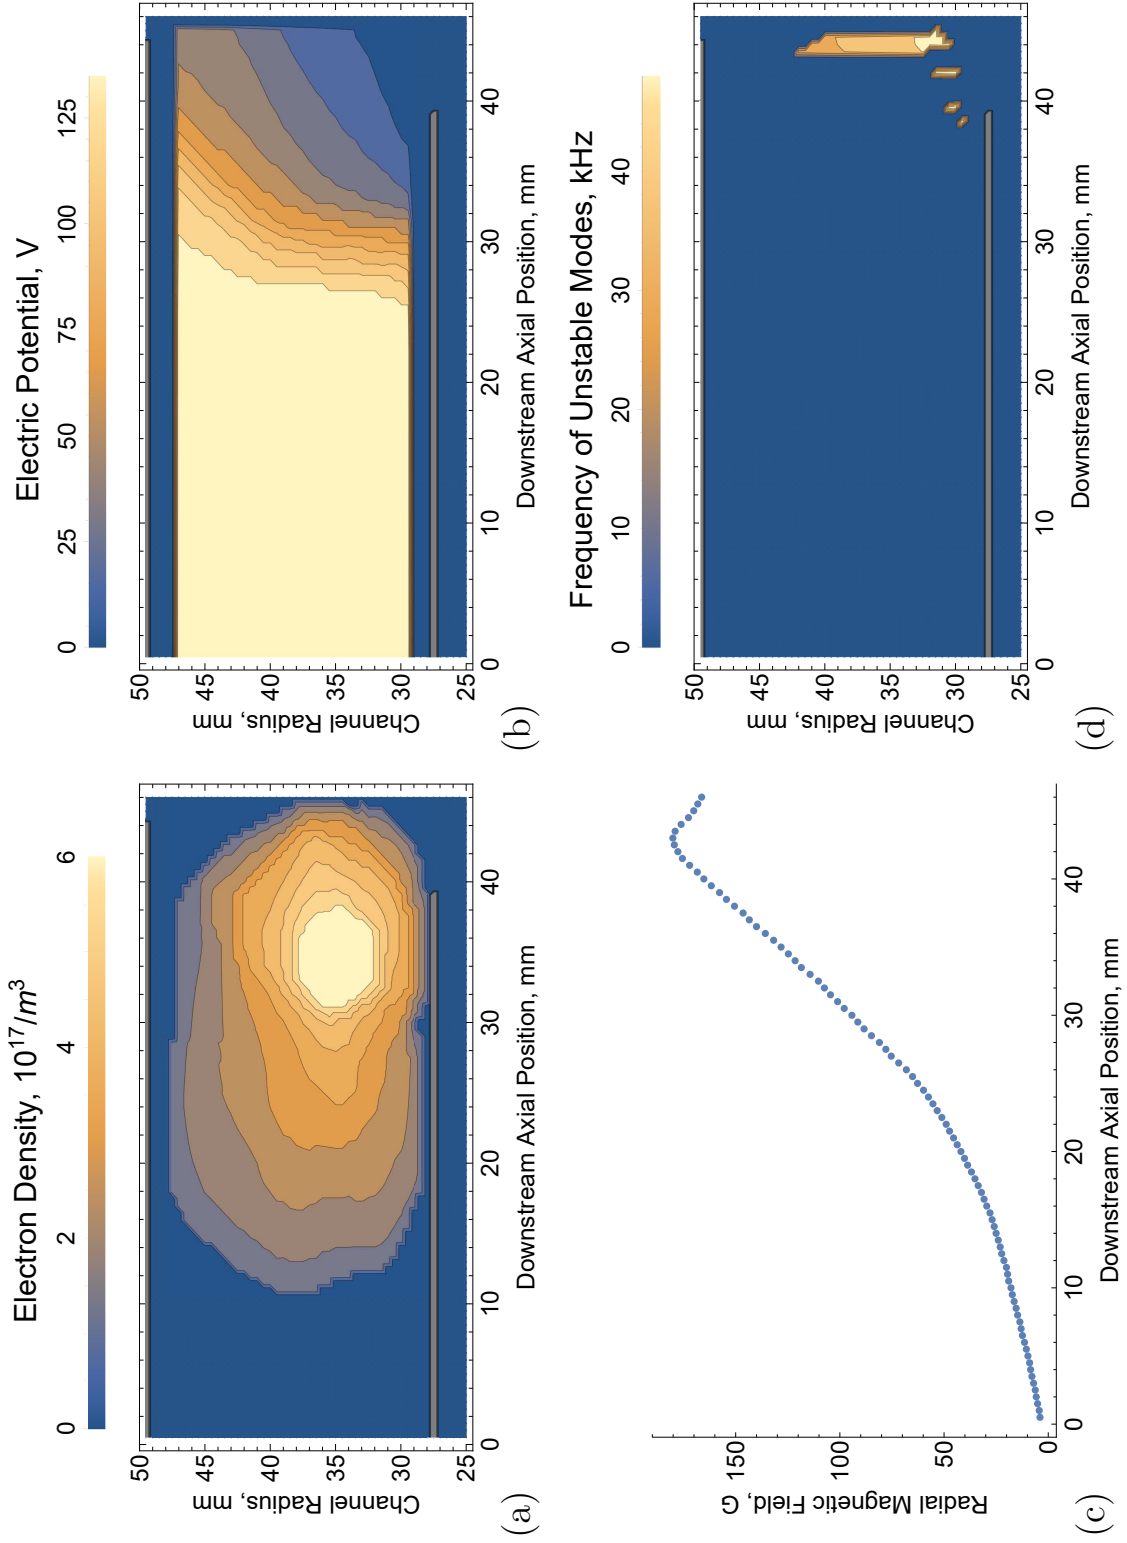 Electron Density, 10^17/m^3
0 2 4 6
50
45
40
35
30
25
Channel Radius, mm
0 10 20 30 40
Downstream Axial Position, mm
(a)
Electric Potential, V
0 25 50 75 100 125
50
45
40
35
30
25
Channel Radius, mm
0 10 20 30 40
Downstream Axial Position, mm
(b)
150
100
50
0
Radial Magnetic Field, G
0 10 20 30 40
Downstream Axial Position, mm
(c)
Frequency of Unstable Modes, kHz
0 10 20 30 40
50
45
40
35
30
25
Channel Radius, mm
0 10 20 30 40
Downstream Axial Position, mm
(d)